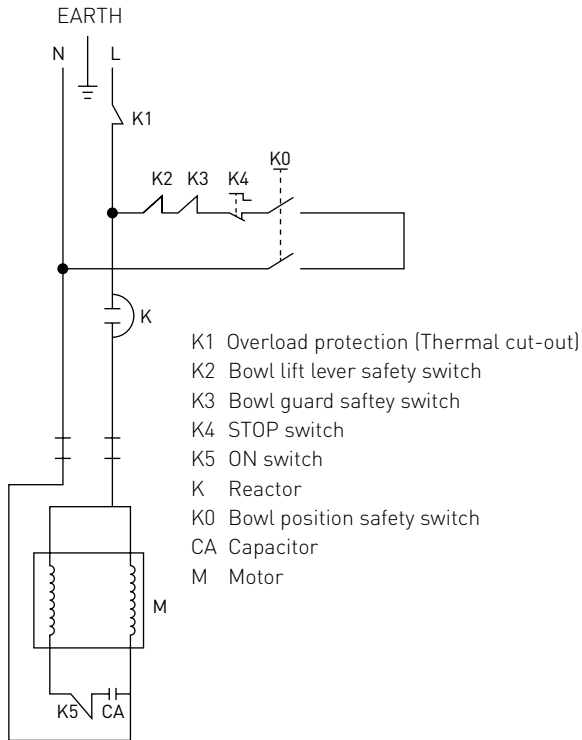 EARTH
N L
K1
K2 K3 K4 K0
K
K1 Overload protection (Thermal cut-out)
K2 Bowl lift lever safety switch
K3 Bowl guard saftey switch
K4 STOP switch
K5 ON switch
K Reactor
K0 Bowl position safety switch
CA Capacitor
M Motor
M
K5 CA